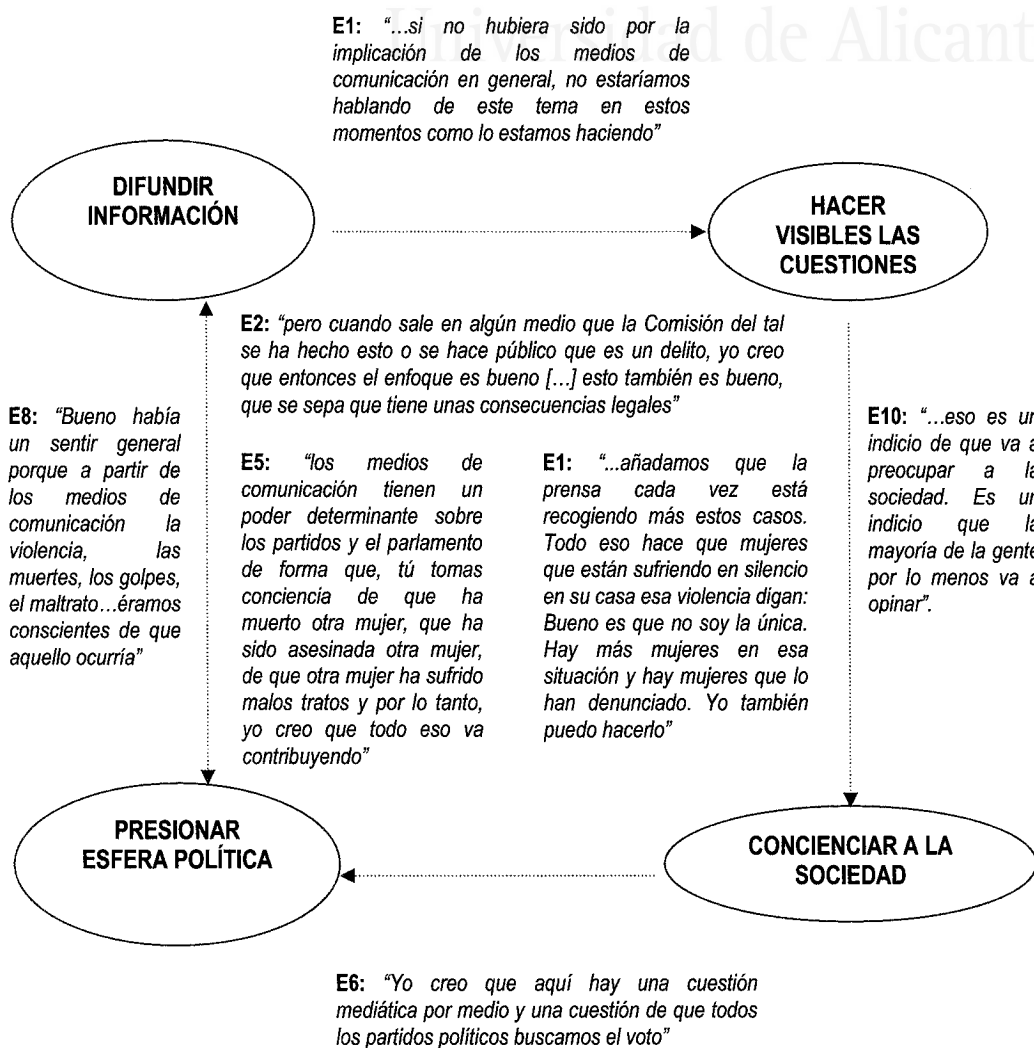 Universidad de Alicant
E1: “…si no hubiera sido por la
implicación de los medios de
comunicación en general, no estaríamos
hablando de este tema en estos
momentos como lo estamos haciendo”
DIFUNDIR
INFORMACIÓN
HACER
VISIBLES LAS
CUESTIONES
E2: “pero cuando sale en algún medio que la Comisión del tal
se ha hecho esto o se hace público que es un delito, yo creo
que entonces el enfoque es bueno […] esto también es bueno,
que se sepa que tiene unas consecuencias legales”
E8: “Bueno había
un sentir general
porque a partir de
los medios de
comunicación la
violencia, las
muertes, los golpes,
el maltrato…éramos
conscientes de que
aquello ocurría”
E5: “los medios de
comunicación tienen un
poder determinante sobre
los partidos y el parlamento
de forma que, tú tomas
conciencia de que ha
muerto otra mujer, que ha
sido asesinada otra mujer,
de que otra mujer ha sufrido
malos tratos y por lo tanto,
yo creo que todo eso va
contribuyendo”
E1: “...añadamos que la
prensa cada vez está
recogiendo más estos casos.
Todo eso hace que mujeres
que están sufriendo en silencio
en su casa esa violencia digan:
Bueno es que no soy la única.
Hay más mujeres en esa
situación y hay mujeres que lo
han denunciado. Yo también
puedo hacerlo”
E10: “…eso es un
indicio de que va a
preocupar a la
sociedad. Es un
indicio que la
mayoría de la gente
por lo menos va a
opinar”.
PRESIONAR
ESFERA POLÍTICA
CONCIENCIAR A LA
SOCIEDAD
E6: “Yo creo que aquí hay una cuestión
mediática por medio y una cuestión de que todos
los partidos políticos buscamos el voto”